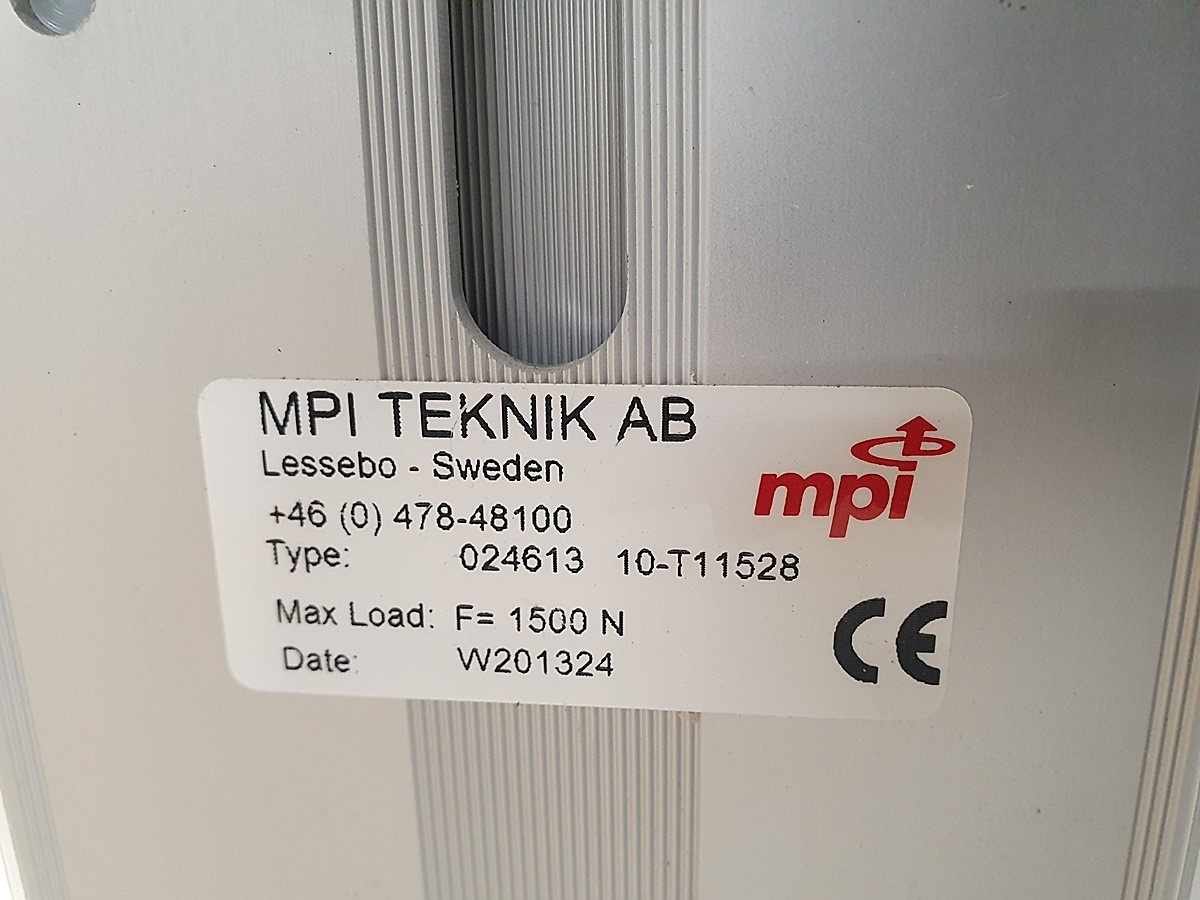 MPI TEKNIK AB
Lessebo - Sweden
mpi
+46 (0) 478-48100
Type: 024613 10-T11528
Max Load: F= 1500 N
Date: W201324
CE